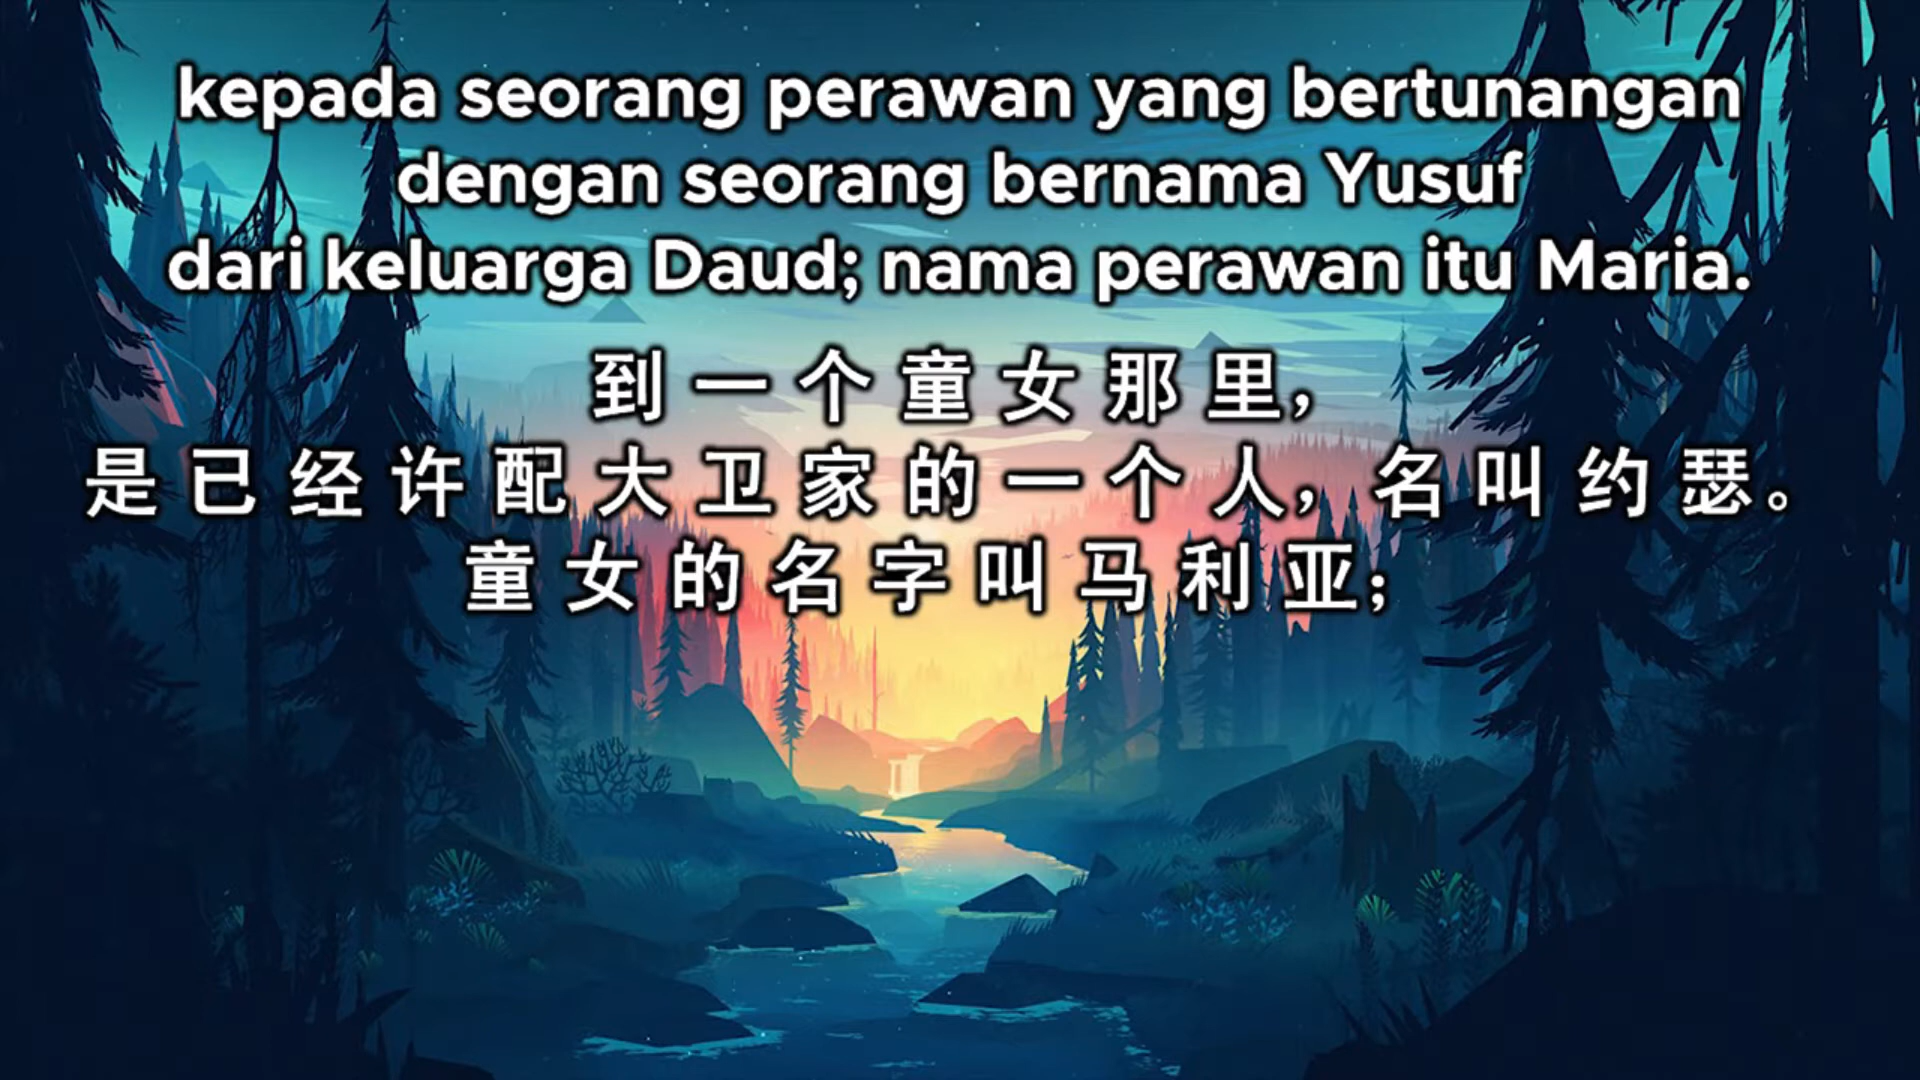 kepada seorang perawan yang bertunangan
dengan seorang bernama Yusuf
dari keluarga Daud; nama perawan itu Maria.
到一个童女那里，
是已经许配大卫家的一个人，名叫约瑟。
童女的名字叫马利亚；